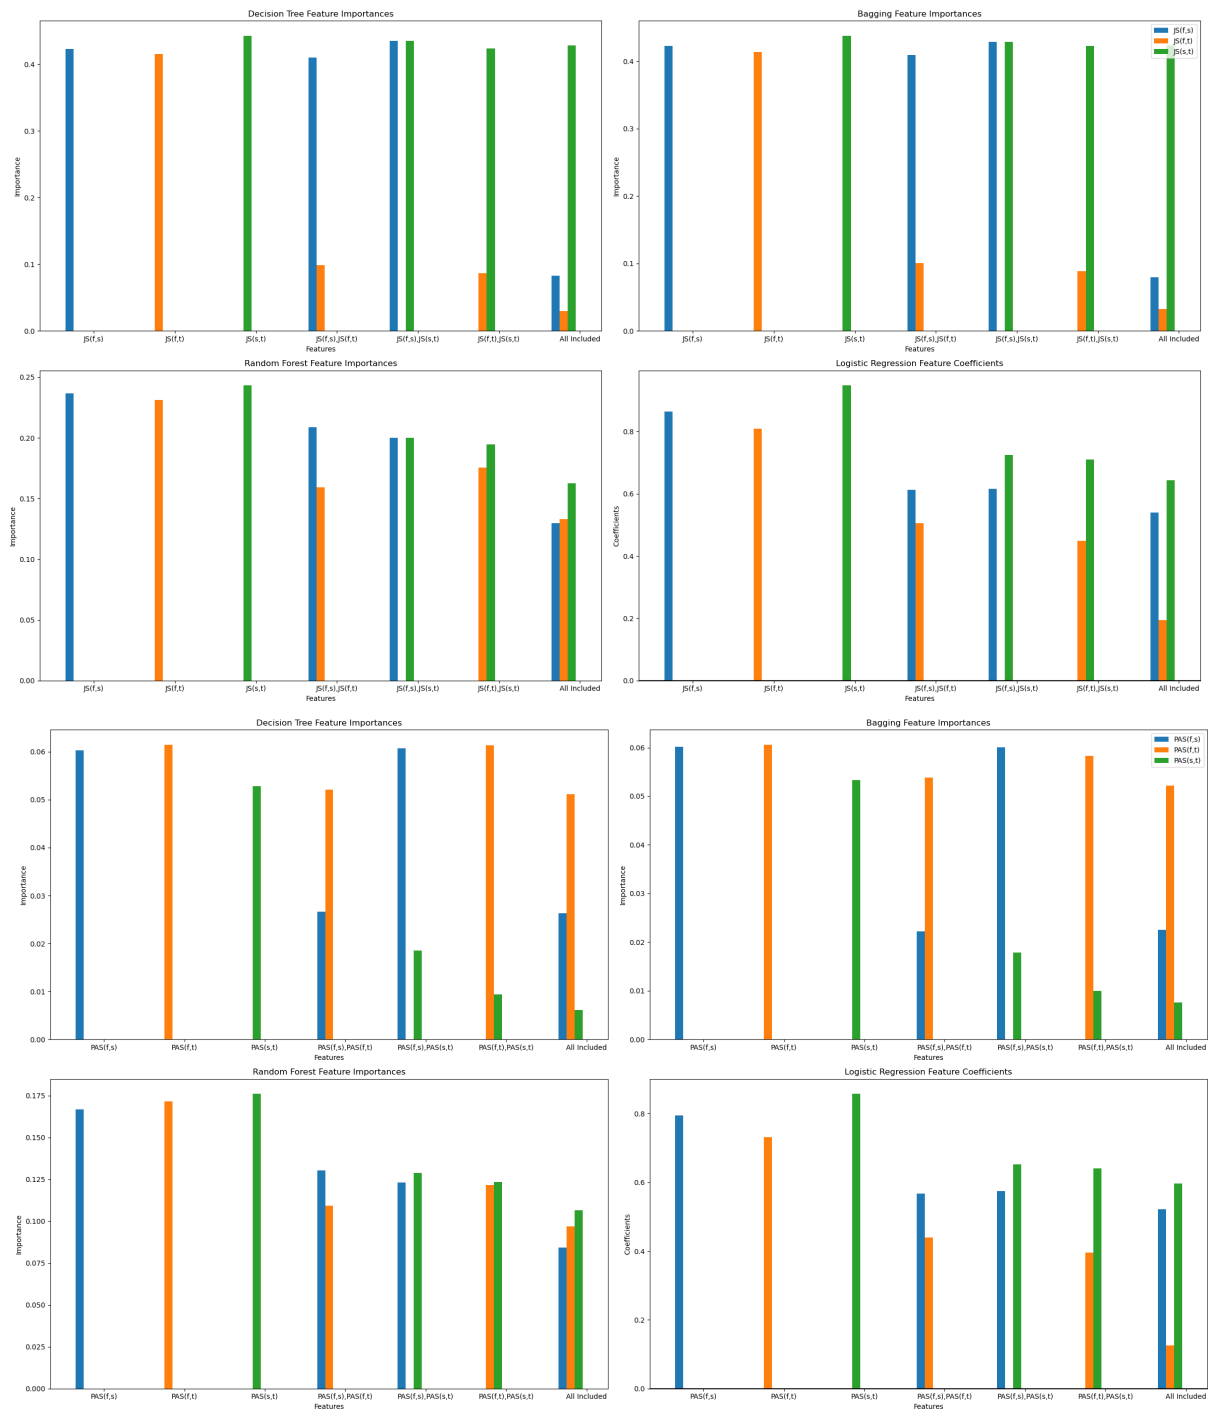 Decision Tree Feature Importances
Importance
0.4
0.3
0.2
0.1
0.0
JS(f,s)
JS(f,t)
JS(s,t)
JS(f,s),JS(f,t)
JS(f,s),JS(s,t)
JS(f,t),JS(s,t)
All Included
Features
Bagging Feature Importances
JS(f,s)
JS(f,t)
JS(s,t)
Importance
0.4
0.3
0.2
0.1
0.0
JS(f,s)
JS(f,t)
JS(s,t)
JS(f,s),JS(f,t)
JS(f,s),JS(s,t)
JS(f,t),JS(s,t)
All Included
Features
Random Forest Feature Importances
Importance
0.25
0.20
0.15
0.10
0.05
0.00
JS(f,s)
JS(f,t)
JS(s,t)
JS(f,s),JS(f,t)
JS(f,s),JS(s,t)
JS(f,t),JS(s,t)
All Included
Features
Logistic Regression Feature Coefficients
Coefficients
0.8
0.6
0.4
0.2
0.0
JS(f,s)
JS(f,t)
JS(s,t)
JS(f,s),JS(f,t)
JS(f,s),JS(s,t)
JS(f,t),JS(s,t)
All Included
Features
Decision Tree Feature Importances
Importance
0.06
0.05
0.04
0.03
0.02
0.01
0.00
PAS(f,s)
PAS(f,t)
PAS(s,t)
PAS(f,s),PAS(f,t)
PAS(f,s),PAS(s,t)
PAS(f,t),PAS(s,t)
All Included
Features
Bagging Feature Importances
PAS(f,s)
PAS(f,t)
PAS(s,t)
Importance
0.06
0.05
0.04
0.03
0.02
0.01
0.00
PAS(f,s)
PAS(f,t)
PAS(s,t)
PAS(f,s),PAS(f,t)
PAS(f,s),PAS(s,t)
PAS(f,t),PAS(s,t)
All Included
Features
Random Forest Feature Importances
Importance
0.175
0.150
0.125
0.100
0.075
0.050
0.025
0.000
PAS(f,s)
PAS(f,t)
PAS(s,t)
PAS(f,s),PAS(f,t)
PAS(f,s),PAS(s,t)
PAS(f,t),PAS(s,t)
All Included
Features
Logistic Regression Feature Coefficients
Coefficients
0.8
0.6
0.4
0.2
0.0
PAS(f,s)
PAS(f,t)
PAS(s,t)
PAS(f,s),PAS(f,t)
PAS(f,s),PAS(s,t)
PAS(f,t),PAS(s,t)
All Included
Features